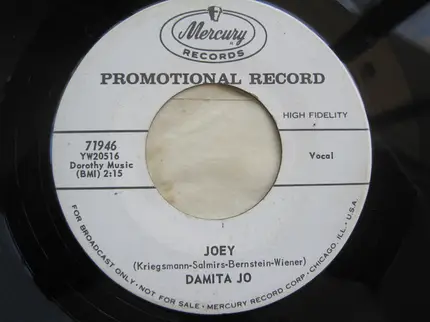 Mercury
RECORDS
PROMOTIONAL RECORD
HIGH FIDELITY
71946
YW20516
Dorothy Music
(BMI) 2:15
Vocal
JOEY
(Kriegsmann-Salmirs-Bernstein-Wiener)
DAMITA JO
FOR BROADCAST ONLY • NOT FOR SALE • MERCURY RECORD CORP. • CHICAGO, ILL. • U.S.A.